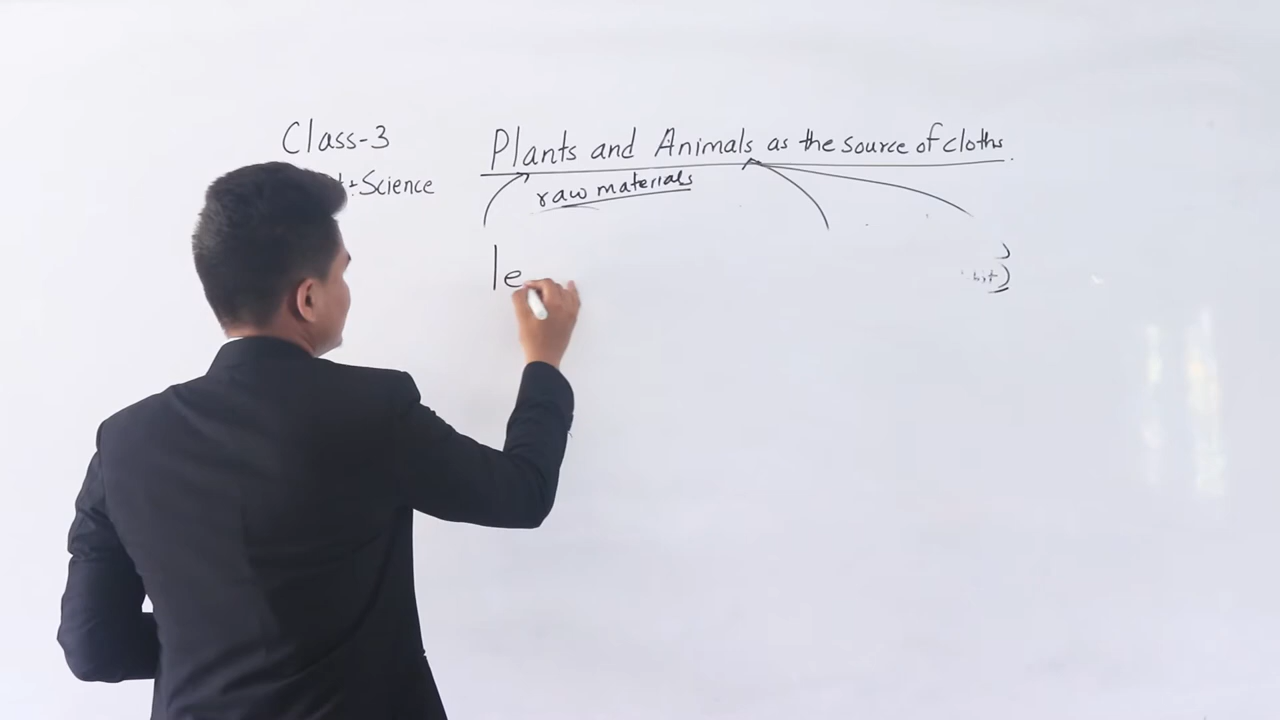 Class-3
Plants and Animals as the source of cloths.
Science
raw materials
le